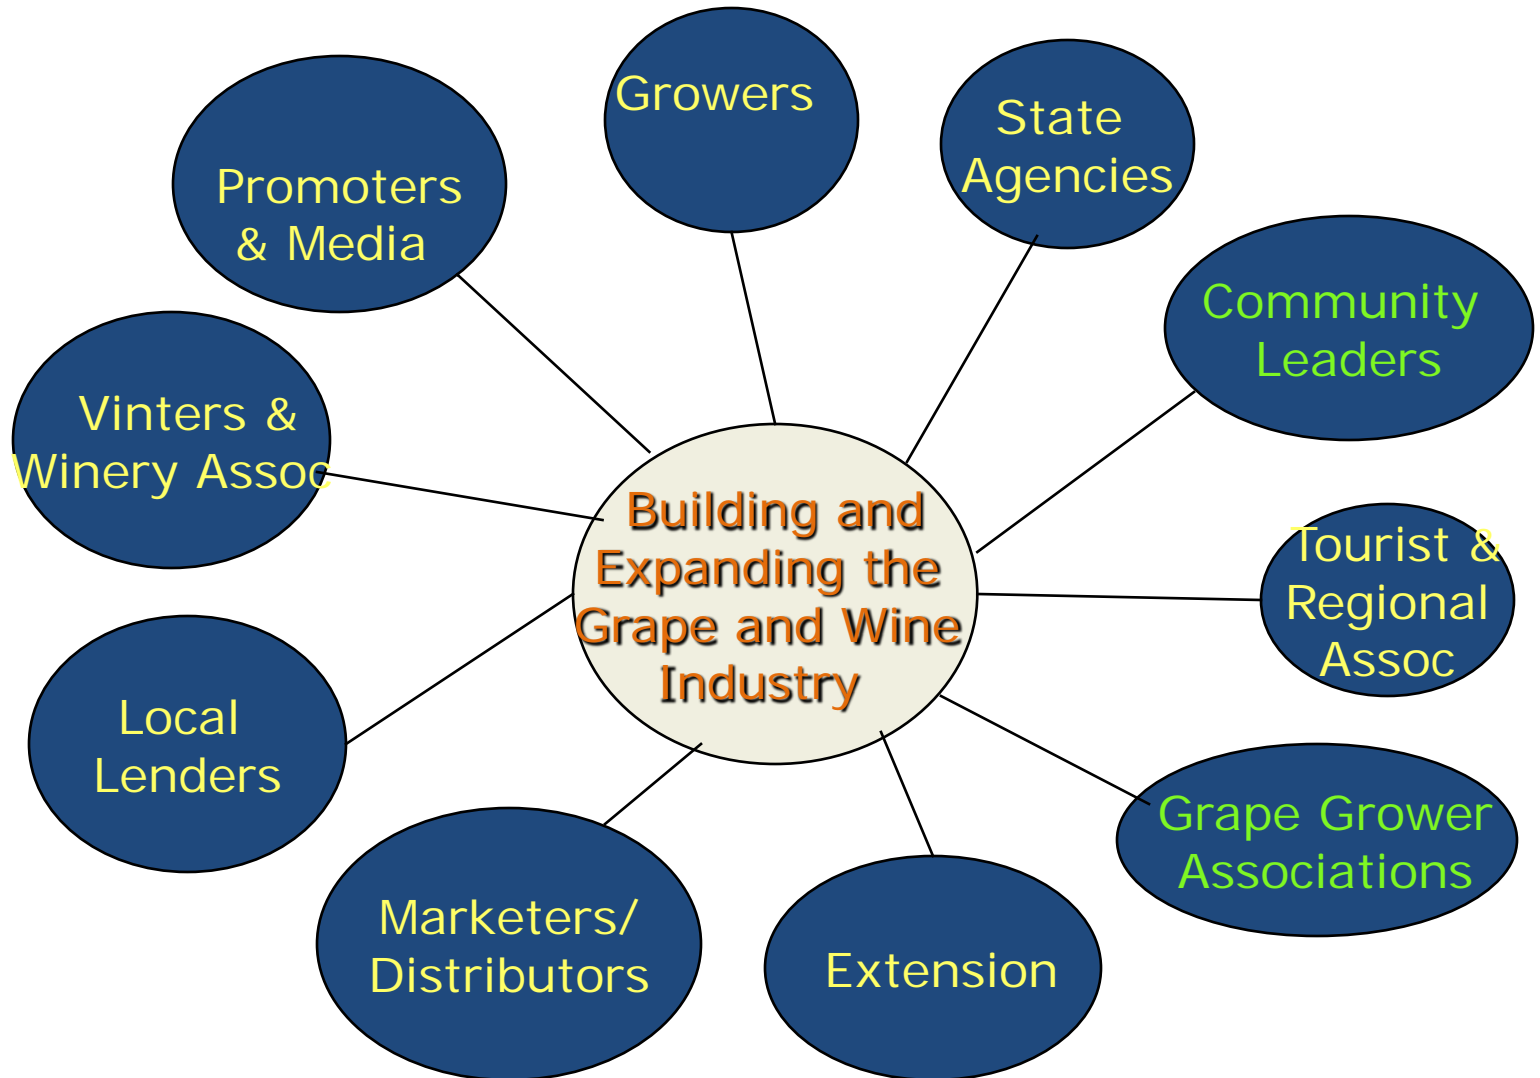 Growers
State
Agencies
Promoters
& Media
Community
Leaders
Vinters &
Winery Assoc
Building and
Expanding the
Grape and Wine
Industry
Tourist &
Regional
Assoc
Local
Lenders
Grape Grower
Associations
Marketers/
Distributors
Extension